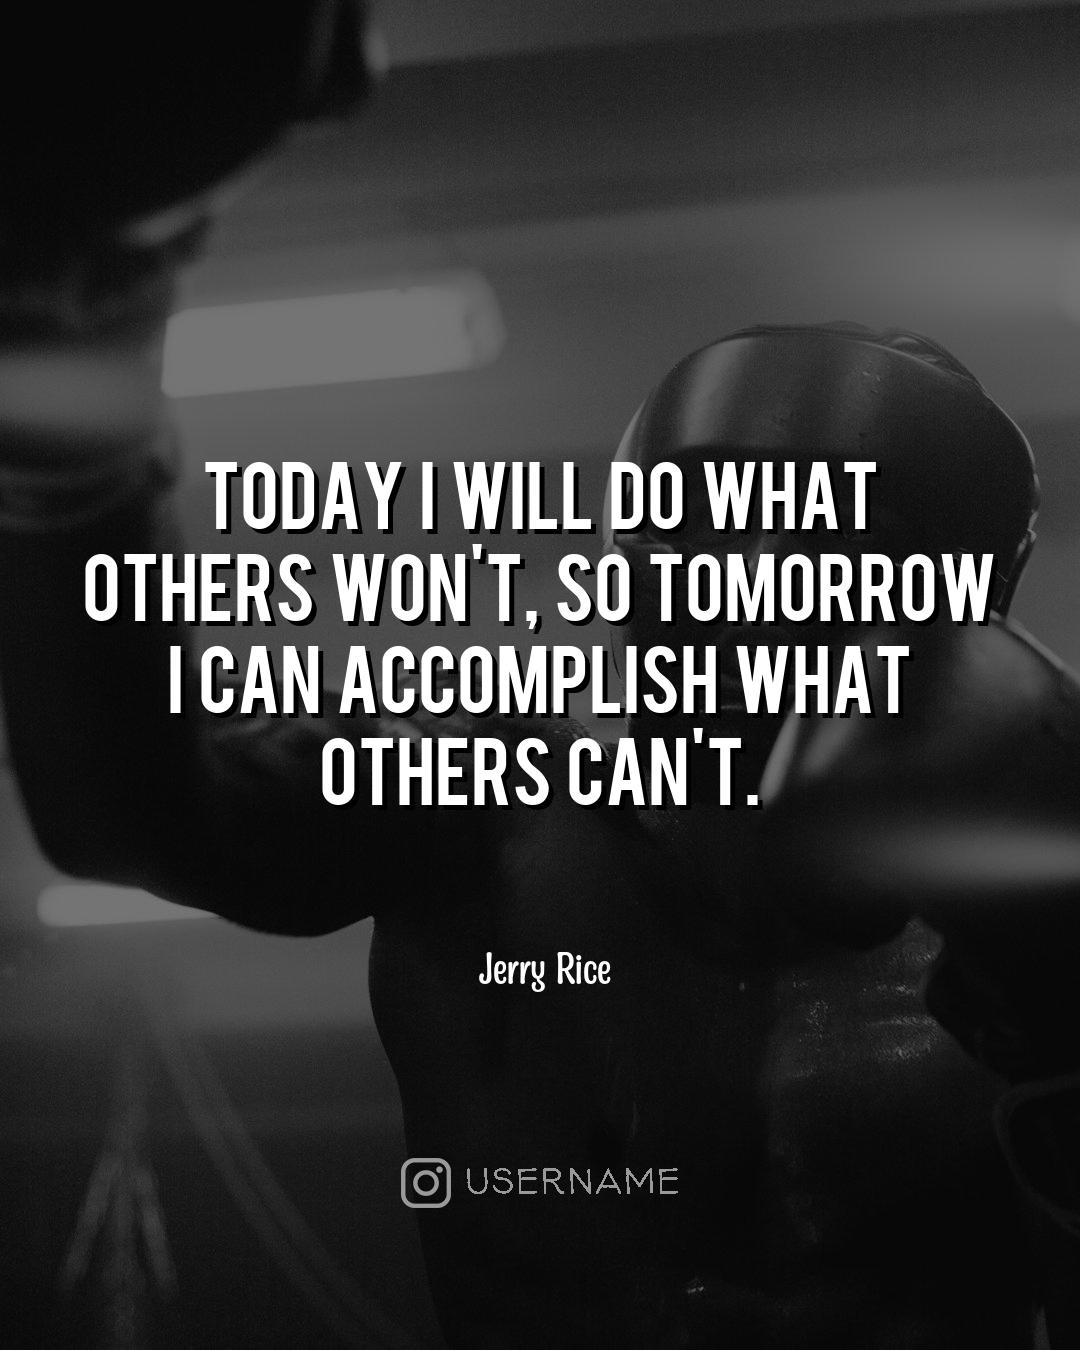 TODAY I WILL DO WHAT
OTHERS WON'T, SO TOMORROW
I CAN ACCOMPLISH WHAT
OTHERS CAN'T.
Jerry Rice
USERNAME